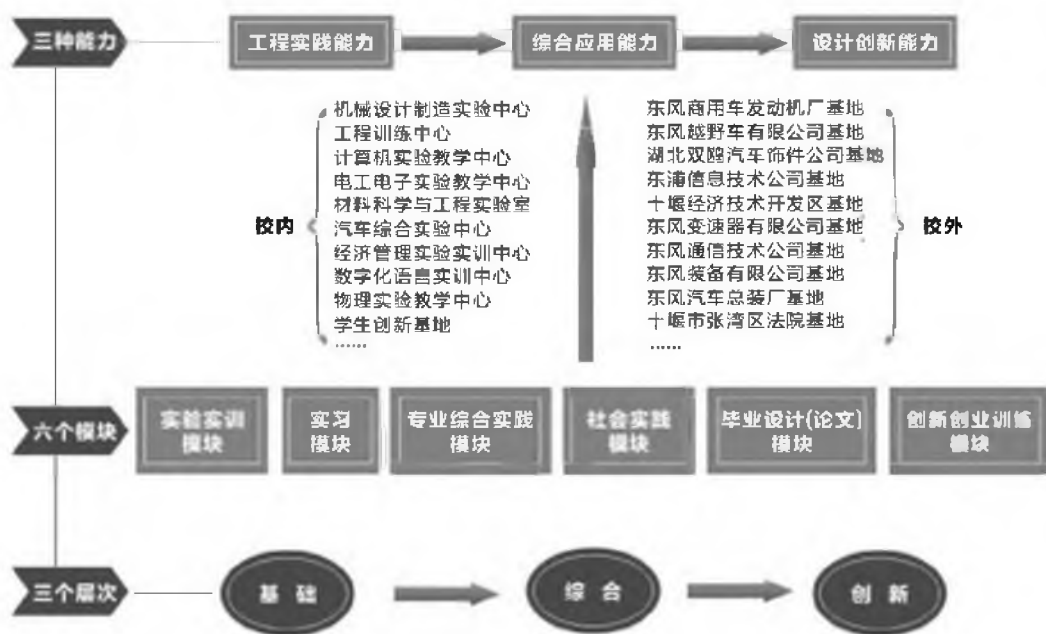 三种能力
工程实践能力
综合应用能力
设计创新能力
校内
机械设计制造实验中心
工程训练中心
计算机实验教学中心
电工电子实验教学中心
材料科学与工程实验室
汽车综合实验中心
经济管理实验实训中心
数字化语言实训中心
物理实验教学中心
学生创新基地
......
东风商用车发动机厂基地
东风越野车有限公司基地
湖北双鸥汽车饰件公司基地
东浦信息技术公司基地
十堰经济技术开发区基地
东风变速器有限公司基地
东风通信技术公司基地
东风装备有限公司基地
东风汽车总装厂基地
十堰市张湾区法院基地
......
校外
六个模块
实验实训
模块
实习
模块
专业综合实践
模块
社会实践
模块
毕业设计(论文)
模块
创新创业训练
模块
三个层次
基础
综合
创新